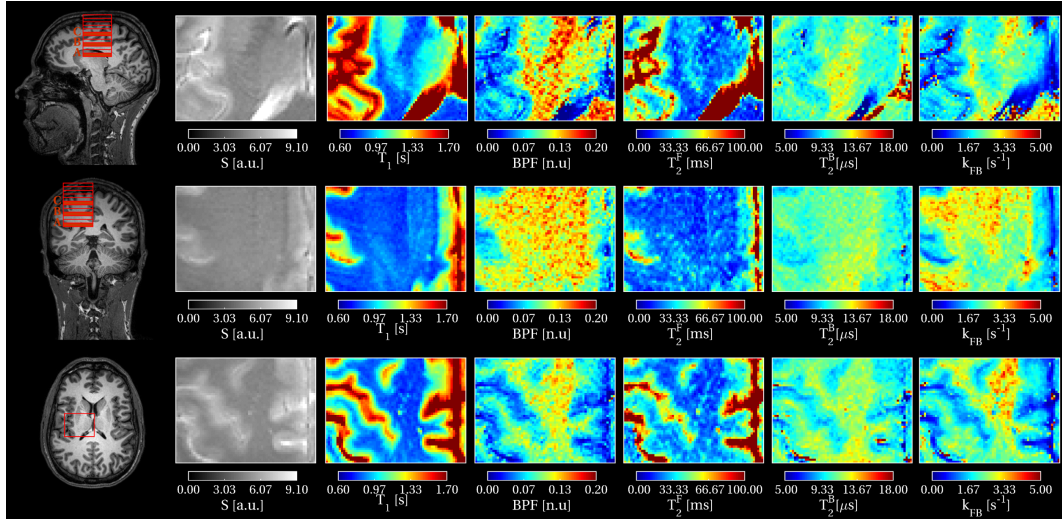 0.00 3.03 6.07 9.10 0.60 0.97 1.33 1.70 0.00 0.07 0.13 0.20 0.00 33.33 66.67 100.00 5.00 9.33 13.67 18.00 0.00 1.67 3.33 5.00
S [a.u.] T1 [s] BPF [n.u] T2F [ms] T2B[μs] kFB [s-1]
0.00 3.03 6.07 9.10 0.60 0.97 1.33 1.70 0.00 0.07 0.13 0.20 0.00 33.33 66.67 100.00 5.00 9.33 13.67 18.00 0.00 1.67 3.33 5.00
S [a.u.] T1 [s] BPF [n.u] T2F [ms] T2B[μs] kFB [s-1]
0.00 3.03 6.07 9.10 0.60 0.97 1.33 1.70 0.00 0.07 0.13 0.20 0.00 33.33 66.67 100.00 5.00 9.33 13.67 18.00 0.00 1.67 3.33 5.00
S [a.u.] T1 [s] BPF [n.u] T2F [ms] T2B[μs] kFB [s-1]